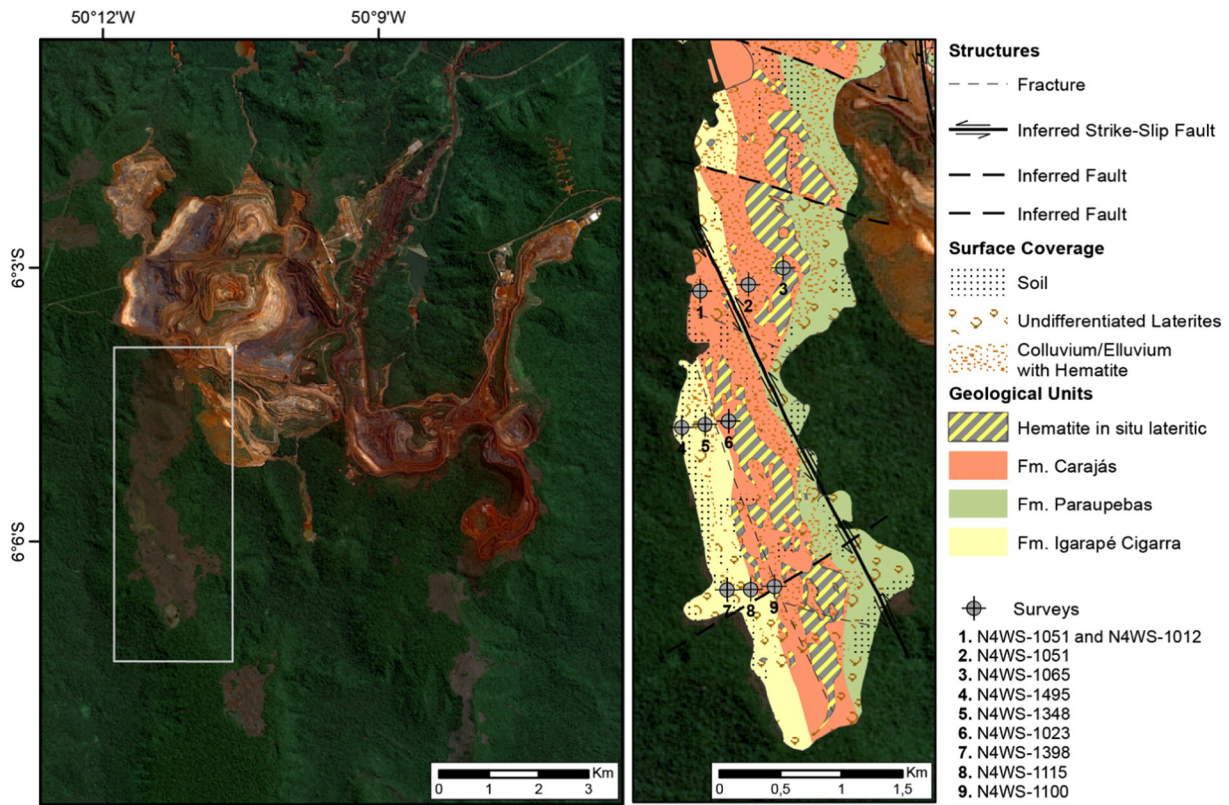 50°12'W
50°9'W
6°3'S
6°6'S
0
1
2
3
Km
1
2
3
4
5
6
7
8
9
0
0,5
1
1,5
Km
Structures
Fracture
Inferred Strike-Slip Fault
Inferred Fault
Inferred Fault
Surface Coverage
Soil
Undifferentiated Laterites
Colluvium/Elluvium
with Hematite
Geological Units
Hematite in situ lateritic
Fm. Carajás
Fm. Paraupebas
Fm. Igarapé Cigarra
Surveys
1. N4WS-1051 and N4WS-1012
2. N4WS-1051
3. N4WS-1065
4. N4WS-1495
5. N4WS-1348
6. N4WS-1023
7. N4WS-1398
8. N4WS-1115
9. N4WS-1100